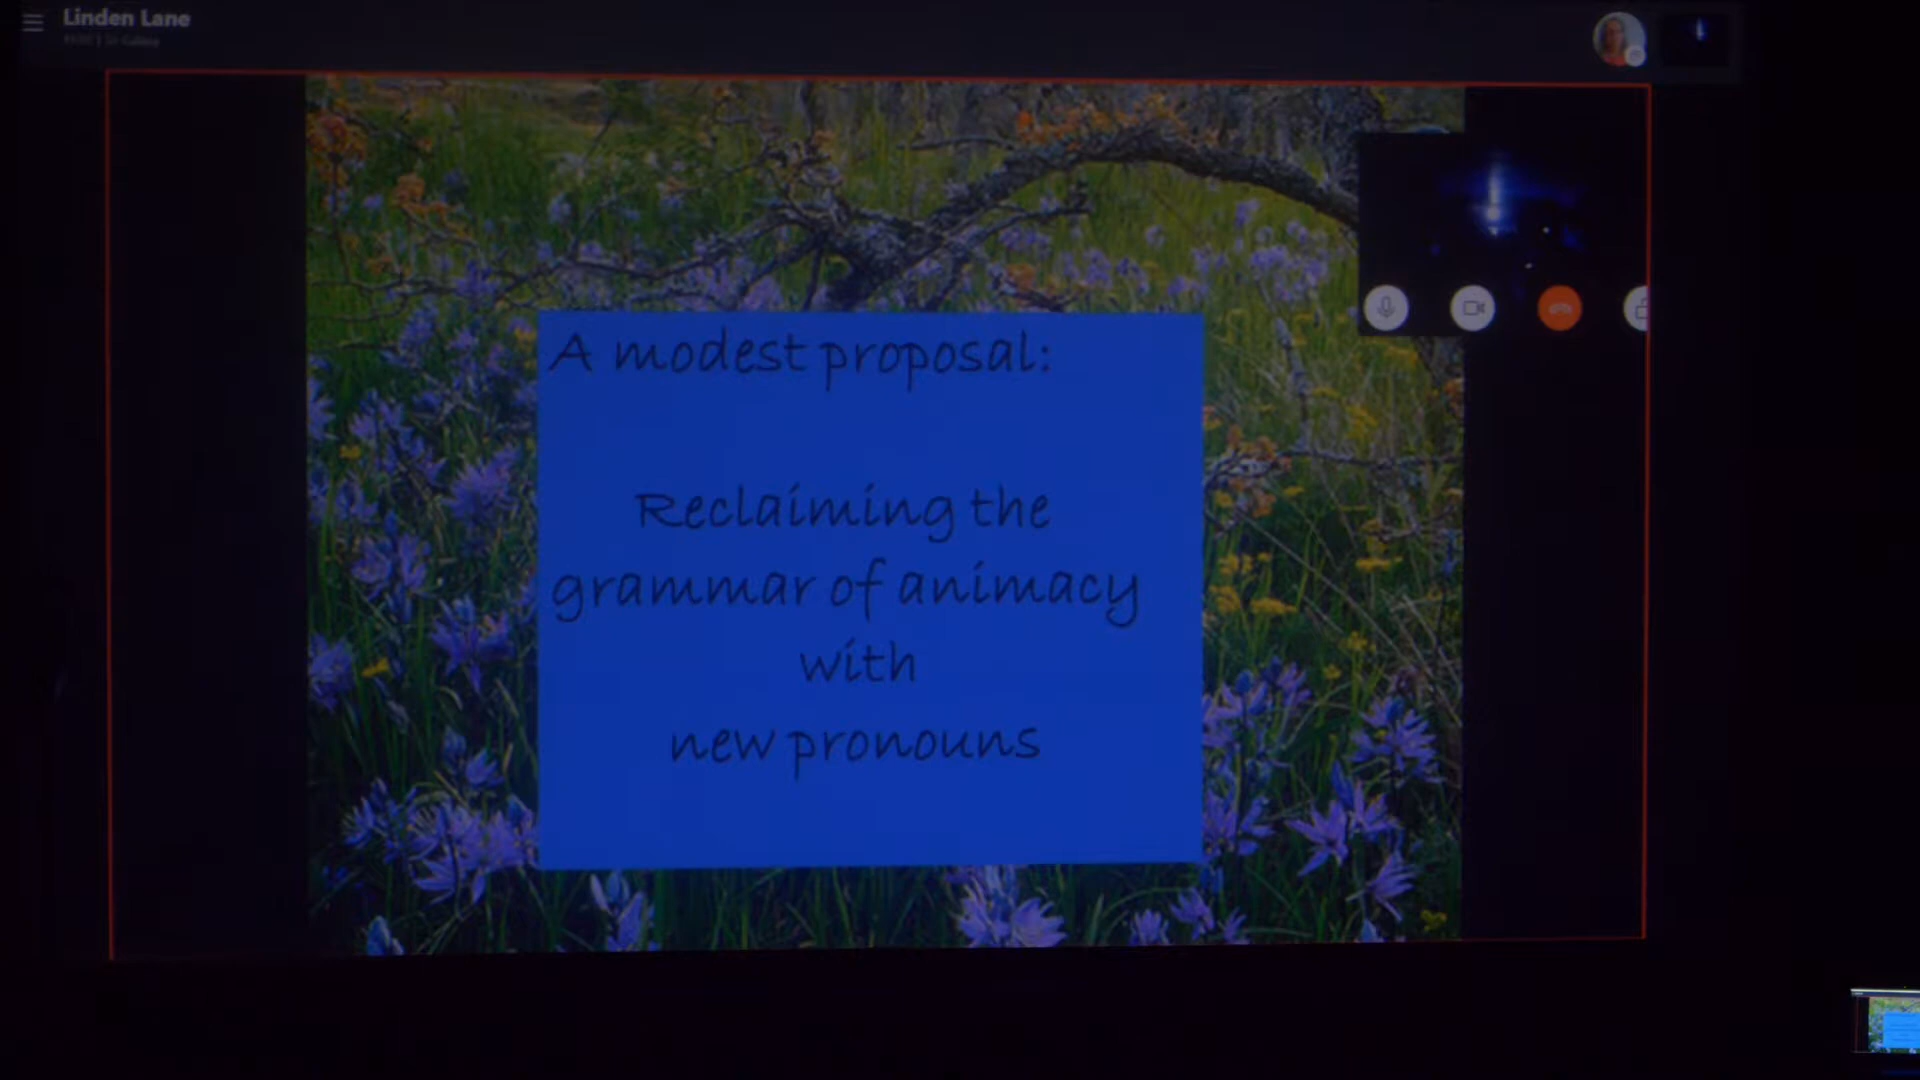 Linden Lane
A modest proposal:
Reclaiming the
grammar of animacy
with
new pronouns